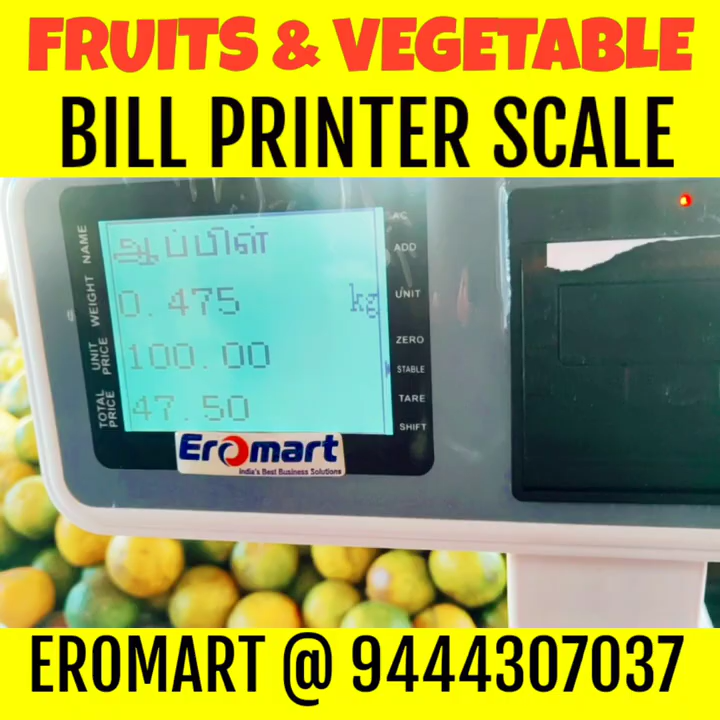 FRUITS & VEGETABLE
BILL PRINTER SCALE
NAME
ஆப்பிள்
WEIGHT
0.475 kg
UNIT PRICE
100.00
TOTAL PRICE
47.50
AC
ADD
UNIT
ZERO
STABLE
TARE
SHIFT
Eromart
India's Best Business Solutions
EROMART @ 9444307037